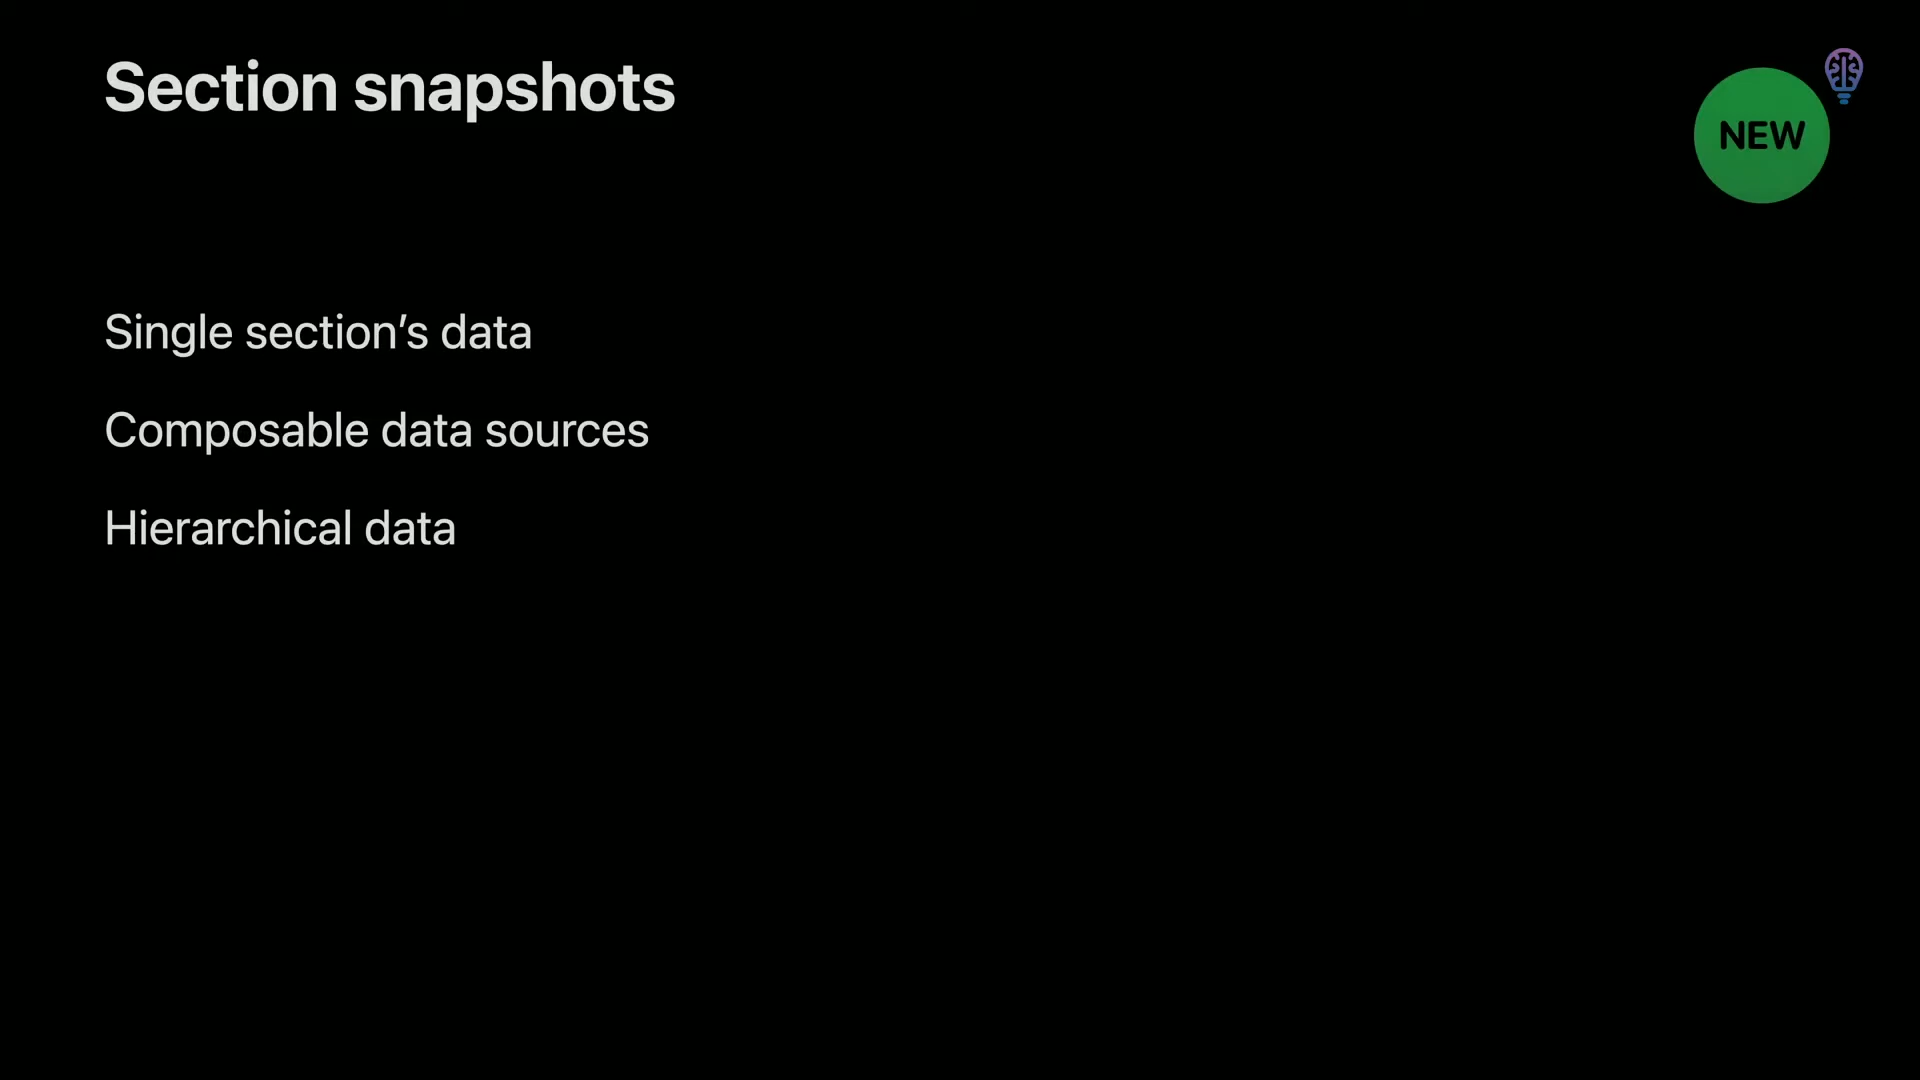 Section snapshots
NEW
Single section’s data
Composable data sources
Hierarchical data